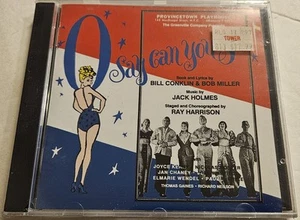 PROVINCETOWN PLAYHOUSE
TOWER
O say can you
Book and Lyrics by
BILL CONKLIN & BOB MILLER
Music by
JACK HOLMES
Staged and Choreographed by
RAY HARRISON
JOYCE
JAN CHANEY
ELMARIE WENDEL
THOMAS GAINES - RICHARD NEILSON